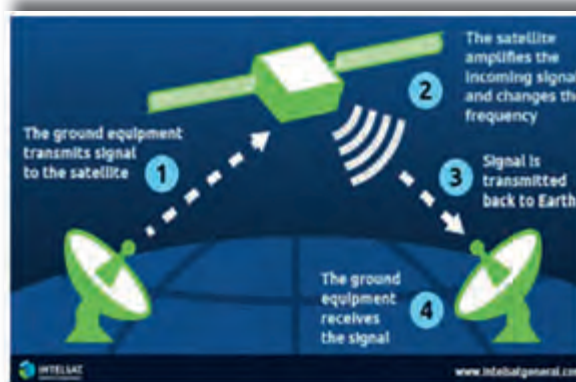 The ground equipment
transmits signal
to the satellite
1
The satellite
amplifies the
incoming signal
and changes the
frequency
2
3
Signal is
transmitted
back to Earth
The ground
equipment
receives
the signal
4
INTELSAT
www.intelsatgeneral.com